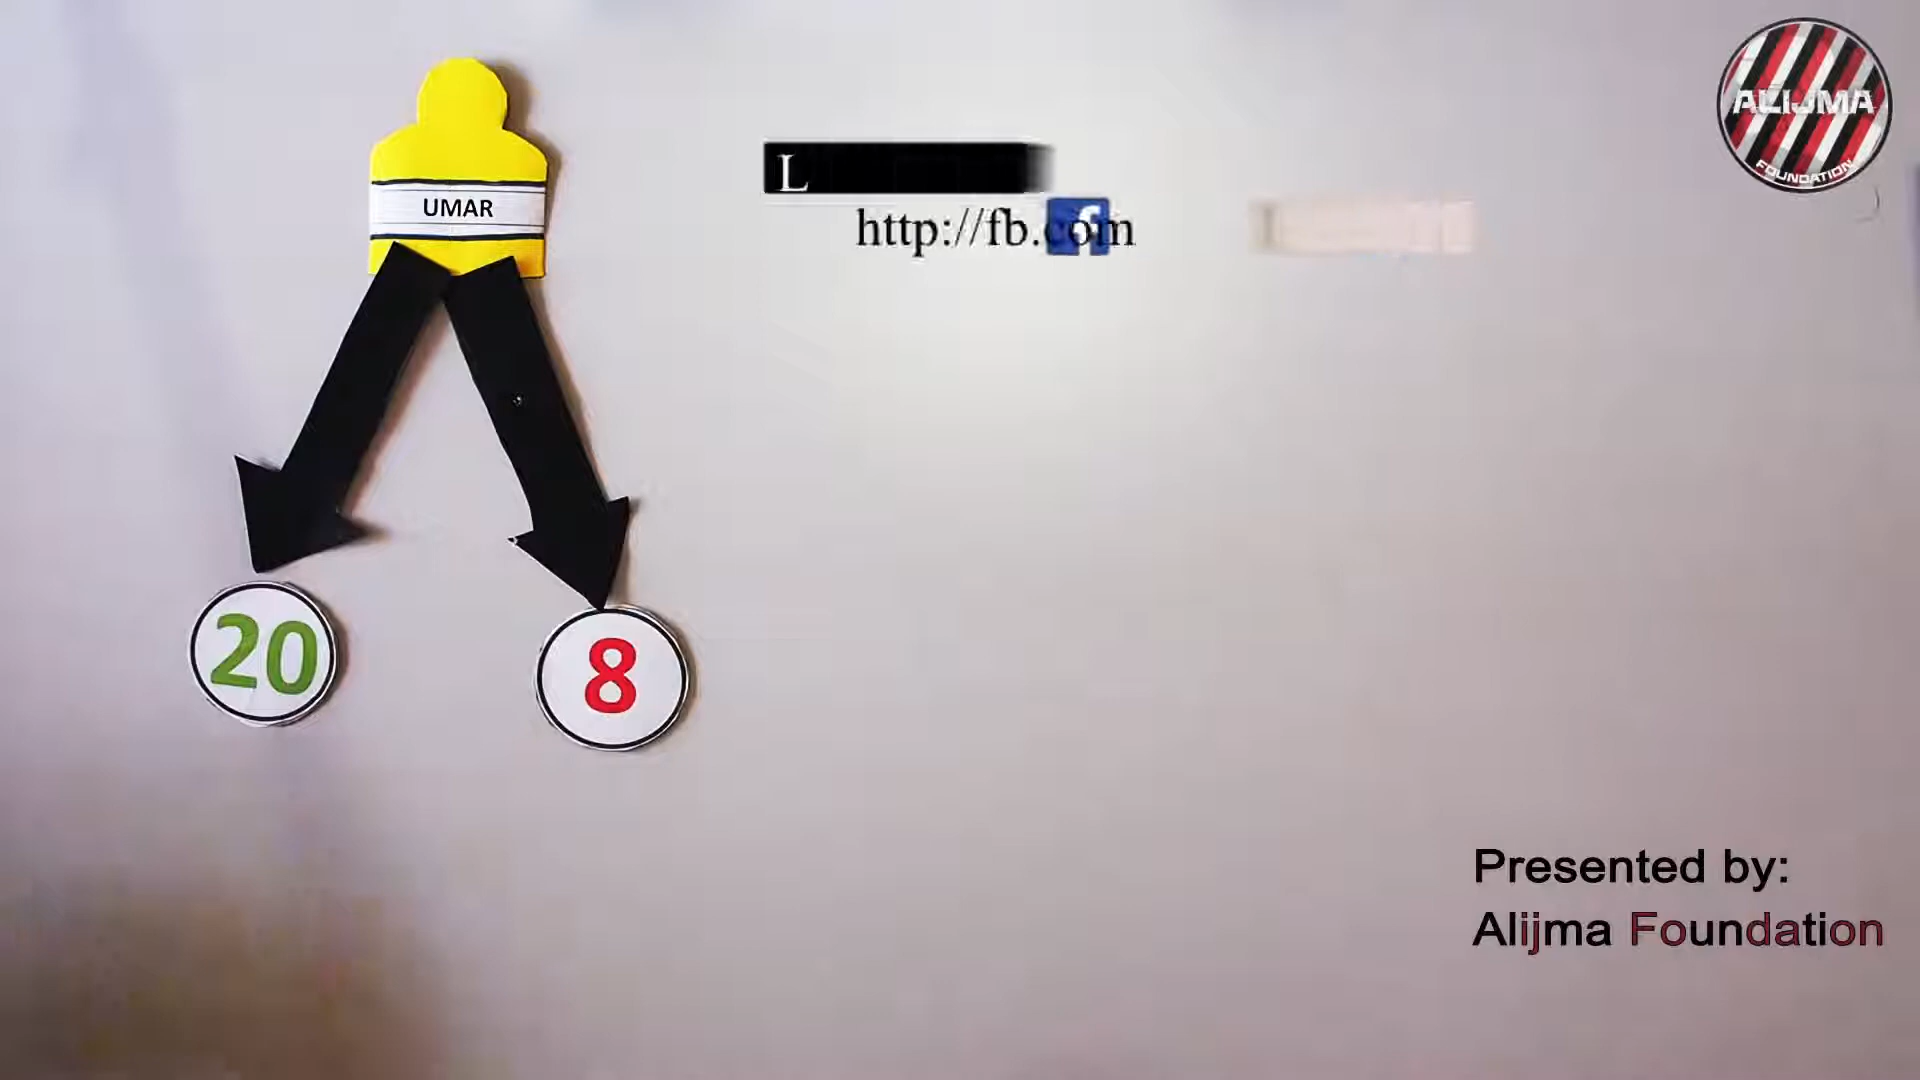 ALIJMA
FOUNDATION
L
UMAR
http://fb.com
20
8
Presented by:
Alijma Foundation